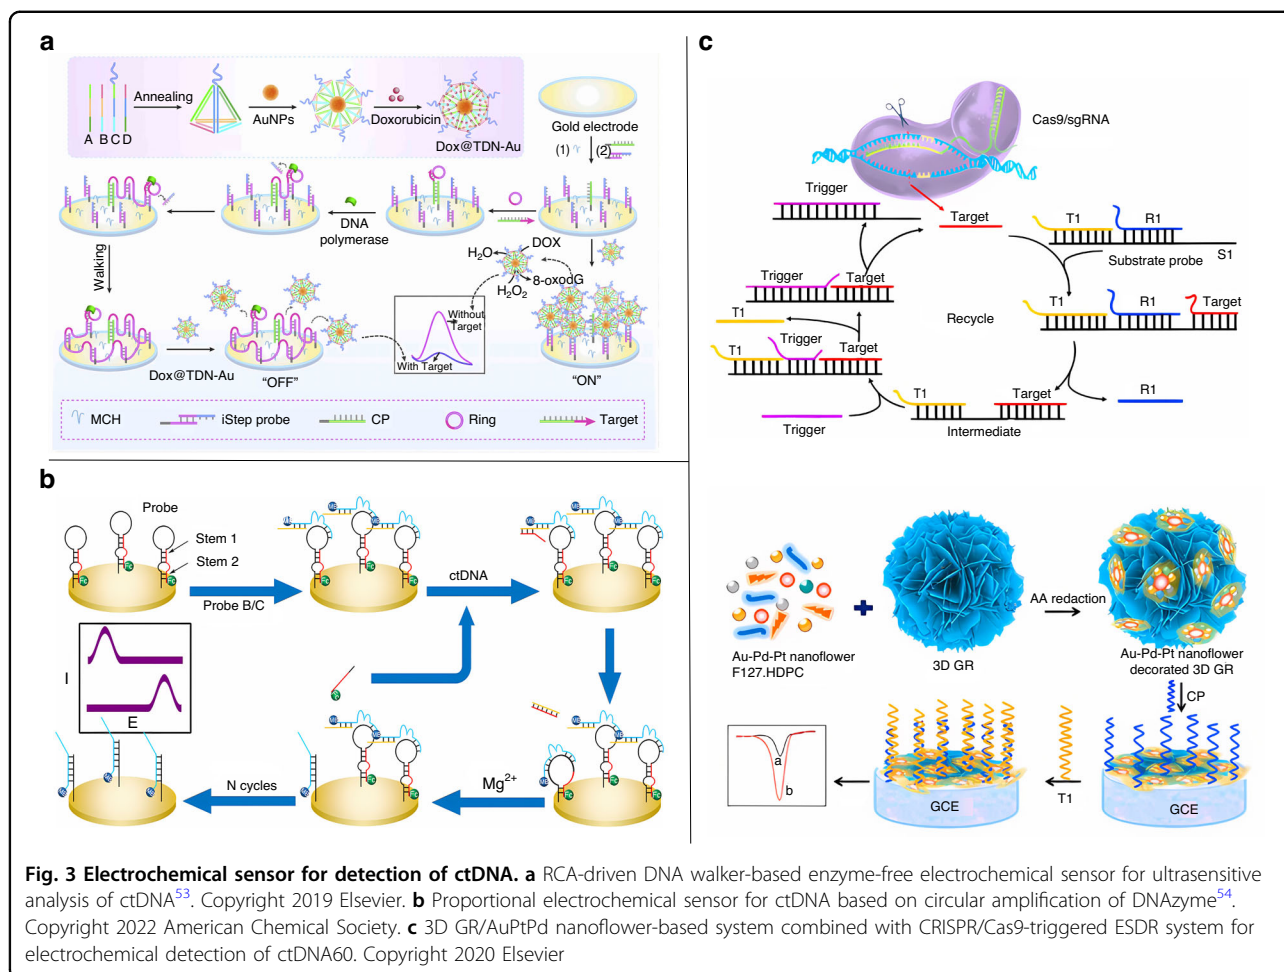 a
Annealing
AuNPs
Doxorubicin
A B C D
Dox@TDN-Au
Gold electrode
(1) (2)
DNA
polymerase
Walking
H2O
DOX
H2O2
8-oxodG
Without
Target
With Target
Dox@TDN-Au
“OFF”
“ON”
MCH
iStep probe
CP
Ring
Target
b
Probe
Stem 1
Stem 2
Fc
Probe B/C
MB
ctDNA
I
E
Mg2+
N cycles
c
Cas9/sgRNA
Trigger
Target
T1
R1
S1
Substrate probe
Trigger
Target
T1
Recycle
T1
R1
Target
T1
Trigger
Target
Target
R1
T1
Trigger
Intermediate
Au-Pd-Pt nanoflower
F127.HDPC
3D GR
AA redaction
Au-Pd-Pt nanoflower
decorated 3D GR
CP
a
b
GCE
T1
GCE
Fig. 3 Electrochemical sensor for detection of ctDNA. a RCA-driven DNA walker-based enzyme-free electrochemical sensor for ultrasensitive
analysis of ctDNA53. Copyright 2019 Elsevier. b Proportional electrochemical sensor for ctDNA based on circular amplification of DNAzyme54.
Copyright 2022 American Chemical Society. c 3D GR/AuPtPd nanoflower-based system combined with CRISPR/Cas9-triggered ESDR system for
electrochemical detection of ctDNA60. Copyright 2020 Elsevier